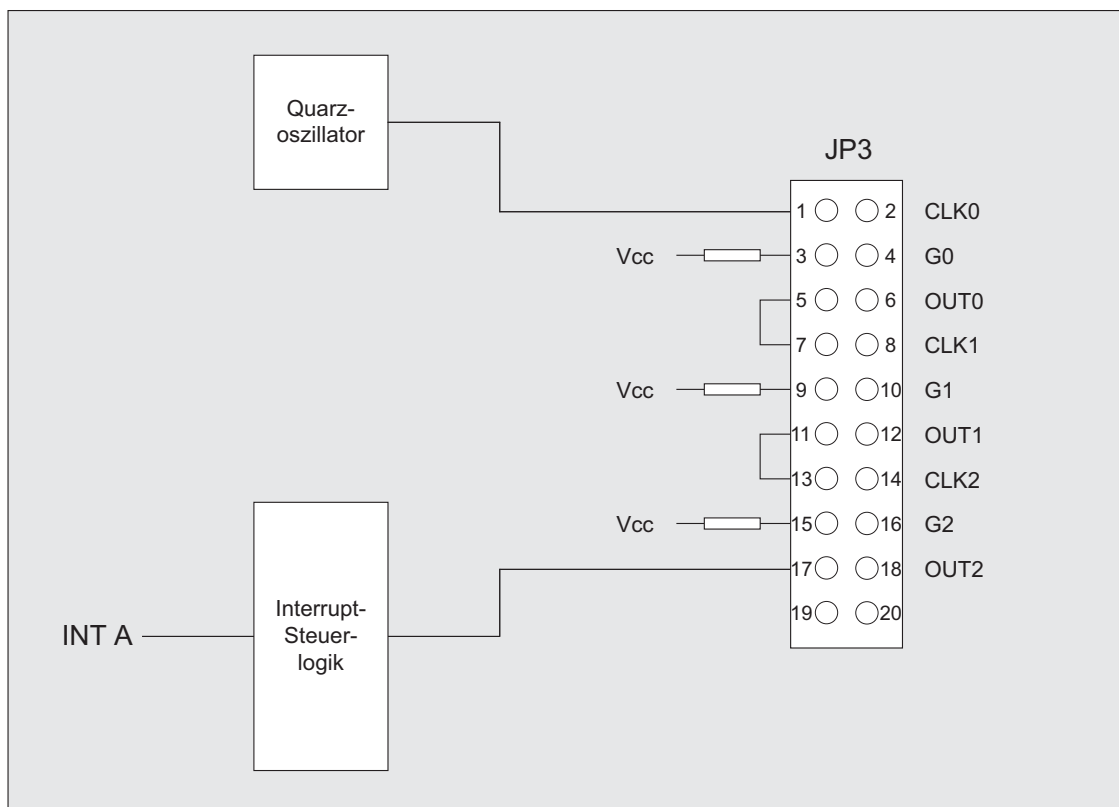 Quarz-
oszillator
JP3
1 2 CLK0
Vcc 3 4 G0
5 6 OUT0
7 8 CLK1
Vcc 9 10 G1
11 12 OUT1
13 14 CLK2
Vcc 15 16 G2
17 18 OUT2
19 20
INT A
Interrupt-
Steuer-
logik